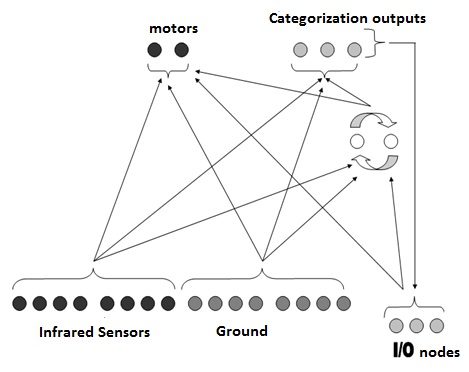 Categorization outputs
motors
Infrared Sensors
Ground
I/O nodes